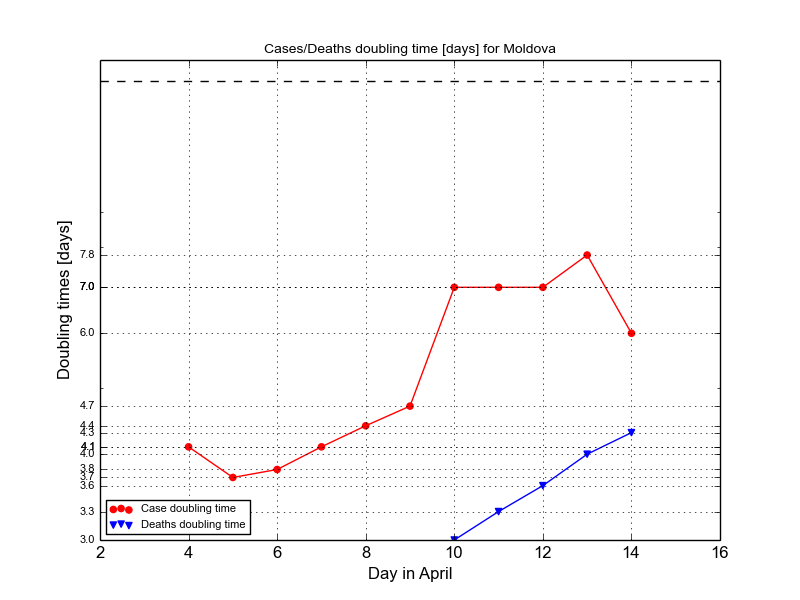 Cases/Deaths doubling time [days] for Moldova
Doubling times [days]
7.8
7.0
6.0
4.7
4.4
4.3
4.1
4.0
3.8
3.7
3.6
3.3
3.0
Case doubling time
Deaths doubling time
2 4 6 8 10 12 14 16
Day in April